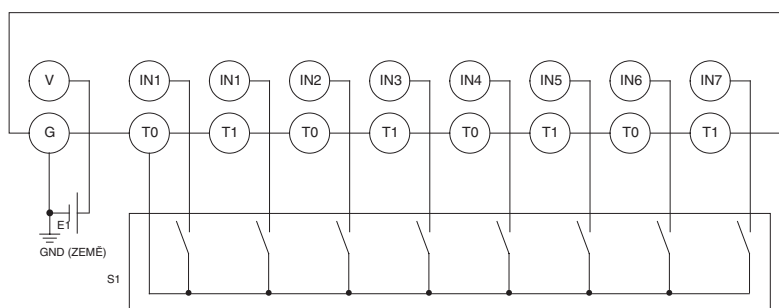 V IN1 IN1 IN2 IN3 IN4 IN5 IN6 IN7
G T0 T1 T0 T1 T0 T1 T0 T1
E1
GND (ZEMĚ)
S1